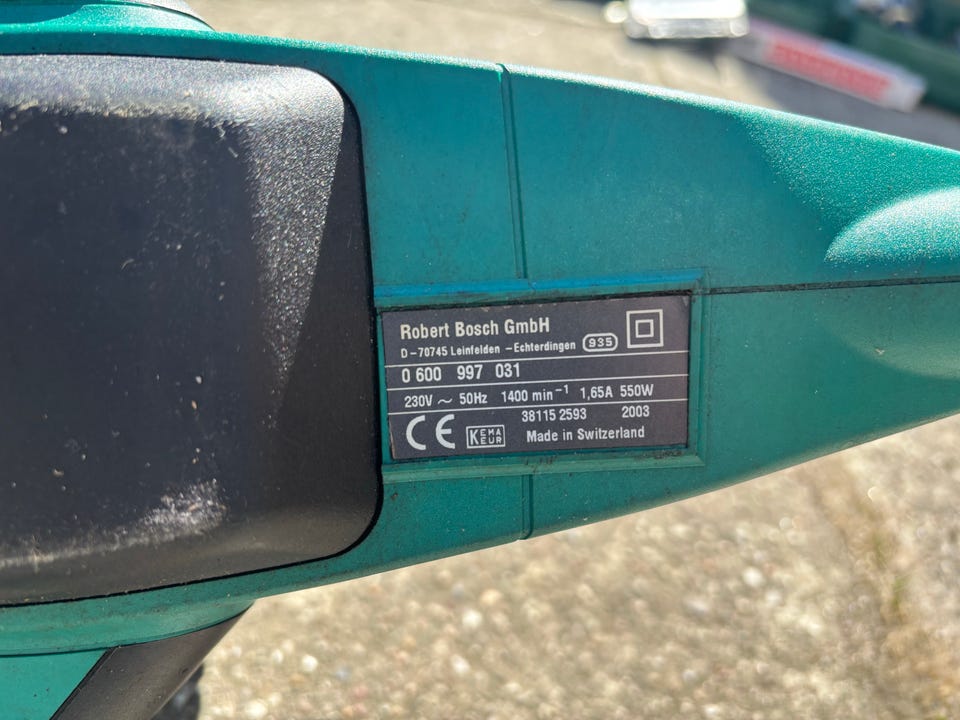 Robert Bosch GmbH
D-70745 Leinfelden -Echterdingen 935
0 600 997 031
230V ~ 50Hz 1400 min⁻¹ 1,65A 550W
38115 2593 2003
CE KEMA KEUR Made in Switzerland